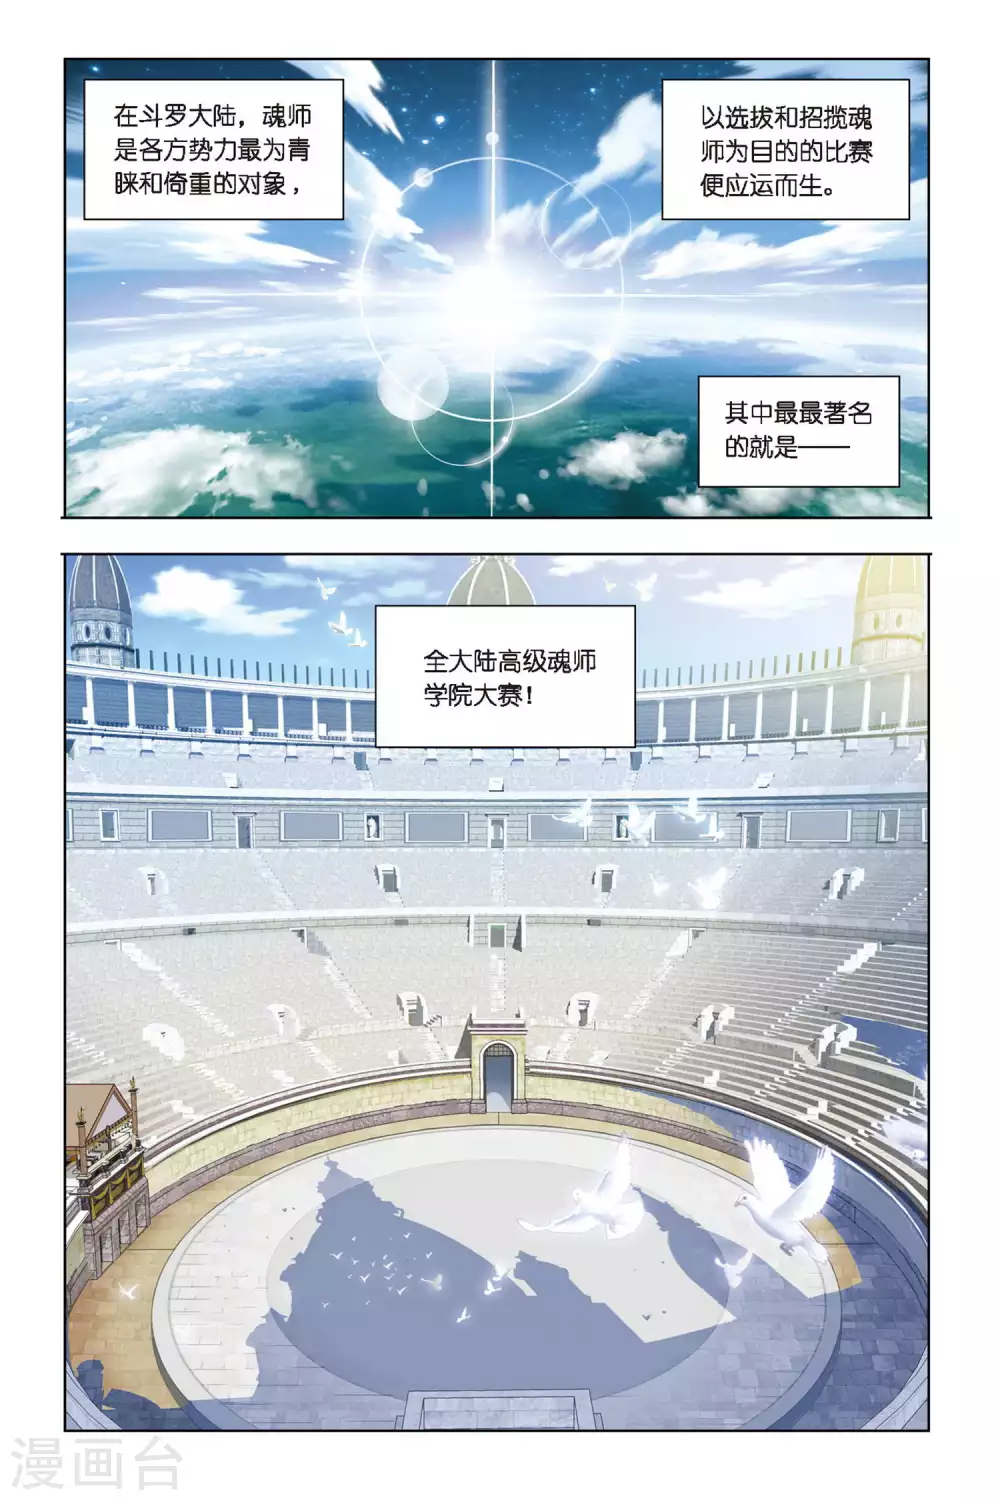 在斗罗大陆，魂师
是各方势力最为青
睐和倚重的对象，
以选拔和招揽魂
师为目的的比赛
便应运而生。
其中最最著名
的就是——
全大陆高级魂师
学院大赛！
漫画台